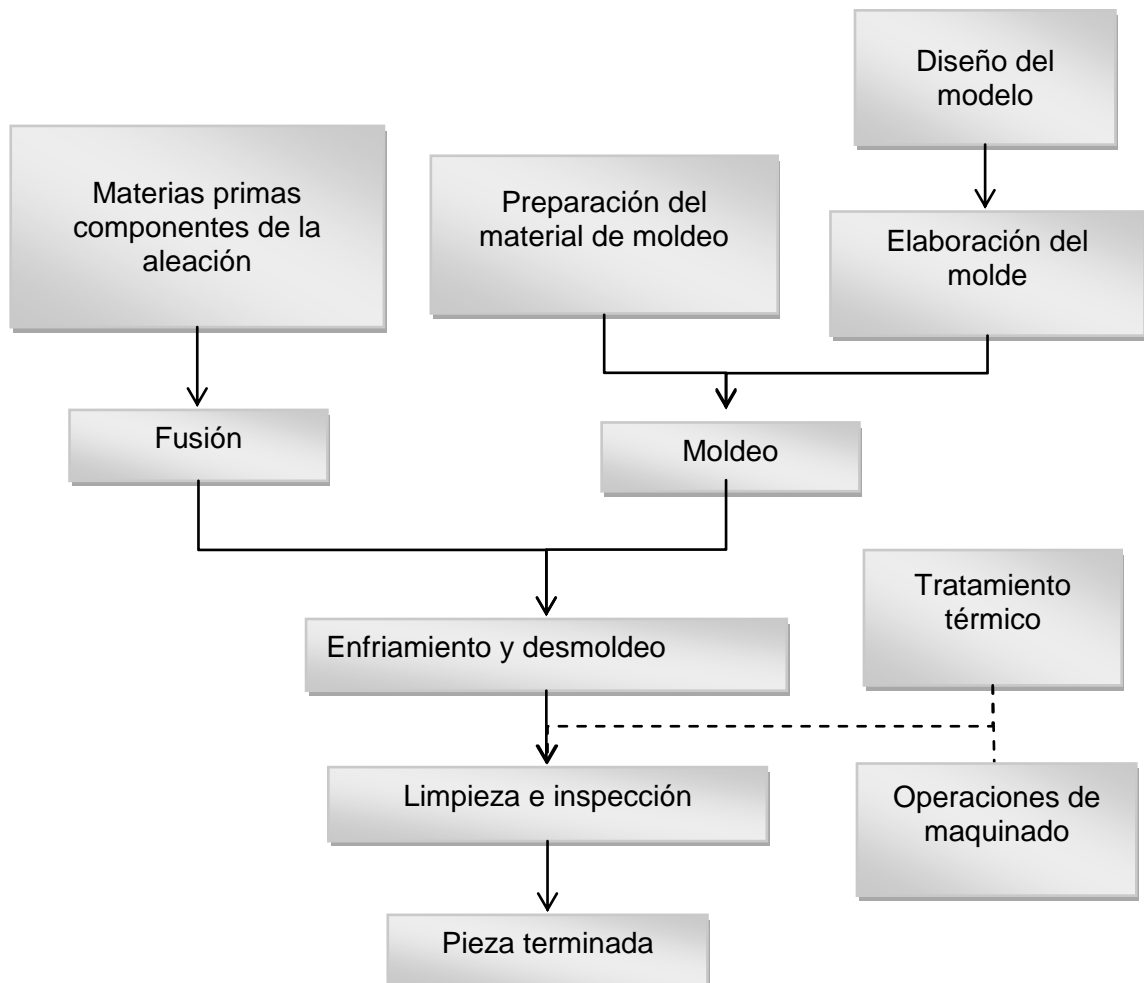 Diseño del
modelo
Materias primas
componentes de la
aleación
Preparación del
material de moldeo
Elaboración del
molde
Fusión
Moldeo
Enfriamiento y desmoldeo
Tratamiento
térmico
Limpieza e inspección
Operaciones de
maquinado
Pieza terminada